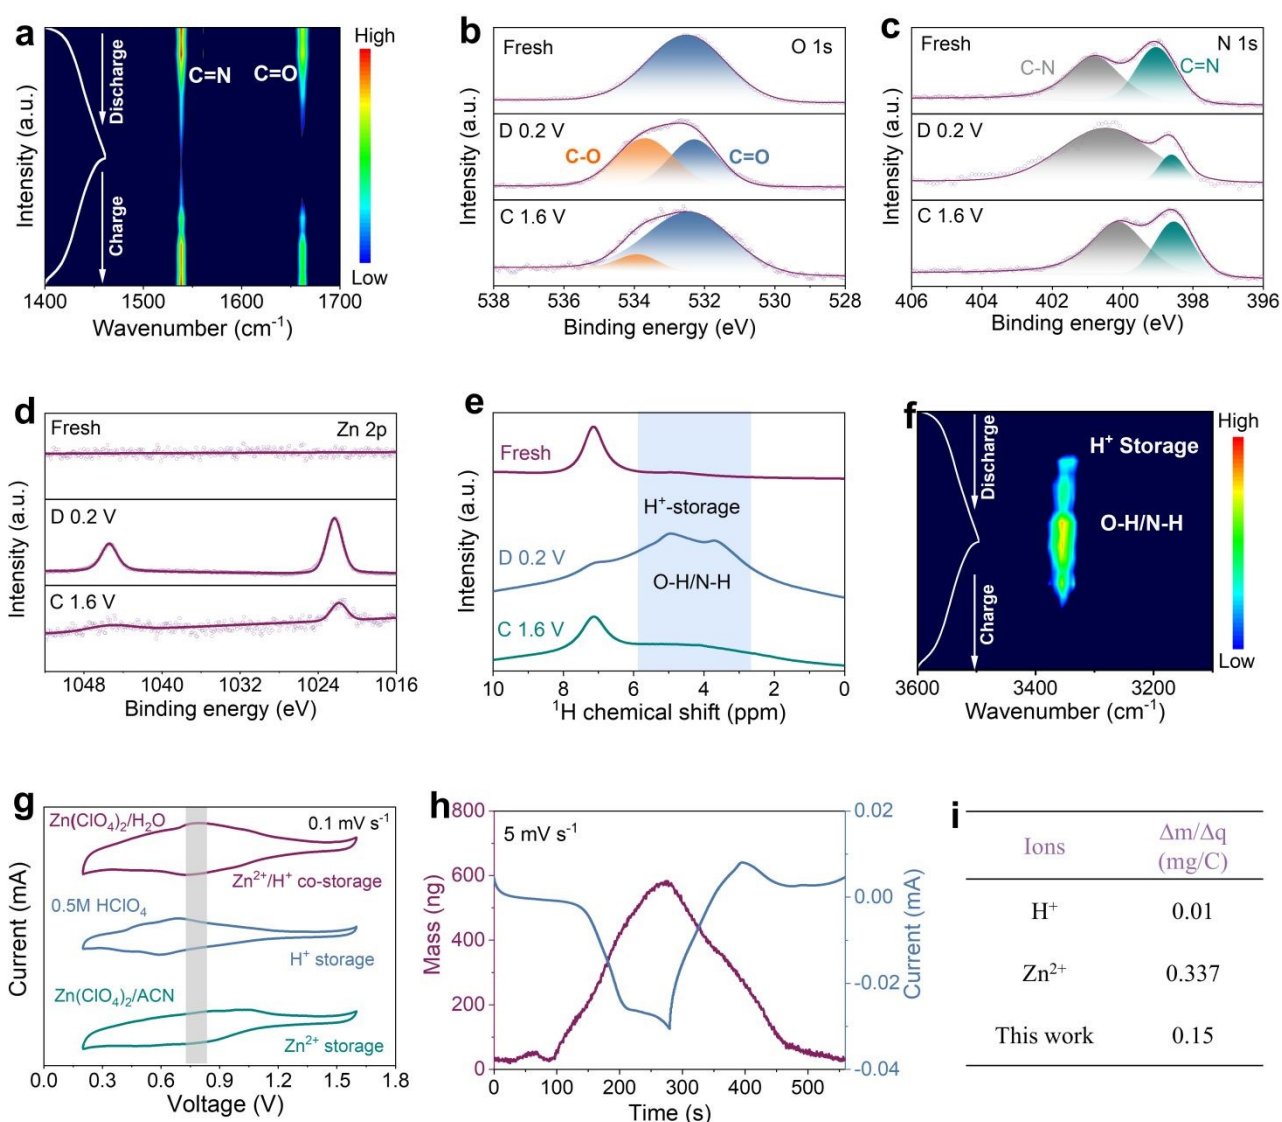 a
High
C=N
C=O
Discharge
Charge
Low
Intensity (a.u.)
1400
1500
1600
1700
Wavenumber (cm⁻¹)
b
Fresh
O 1s
D 0.2 V
C-O
C=O
C 1.6 V
Intensity (a.u.)
538
536
534
532
530
528
Binding energy (eV)
c
Fresh
N 1s
C-N
C=N
D 0.2 V
C 1.6 V
Intensity (a.u.)
406
404
402
400
398
396
Binding energy (eV)
d
Fresh
Zn 2p
D 0.2 V
C 1.6 V
Intensity (a.u.)
1048
1040
1032
1024
1016
Binding energy (eV)
e
Fresh
H⁺-storage
D 0.2 V
O-H/N-H
C 1.6 V
Intensity (a.u.)
10
8
6
4
2
0
¹H chemical shift (ppm)
f
High
H⁺ Storage
O-H/N-H
Discharge
Charge
Low
Intensity (a.u.)
3600
3400
3200
Wavenumber (cm⁻¹)
g
Zn(ClO₄)₂/H₂O
0.1 mV s⁻¹
Zn²⁺/H⁺ co-storage
0.5M HClO₄
H⁺ storage
Zn(ClO₄)₂/ACN
Zn²⁺ storage
Current (mA)
0.0
0.3
0.6
0.9
1.2
1.5
1.8
Voltage (V)
h
5 mV s⁻¹
800
600
400
200
0
Mass (ng)
0.02
0.00
-0.02
-0.04
Current (mA)
0
100
200
300
400
500
Time (s)
i
Ions Δm/Δq
(mg/C)
H⁺ 0.01
Zn²⁺ 0.337
This work 0.15